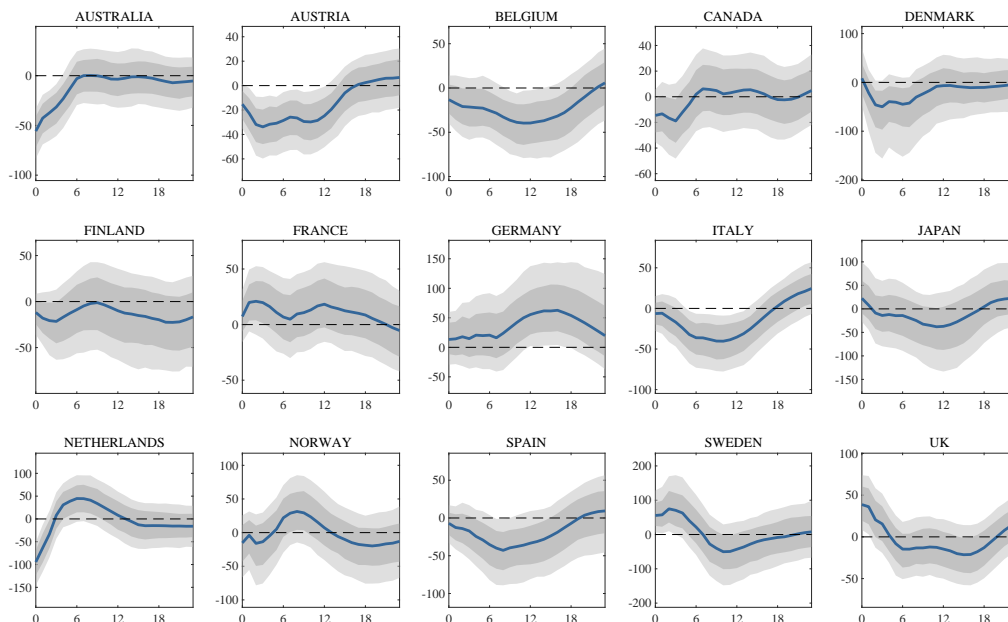 AUSTRALIA AUSTRIA BELGIUM CANADA DENMARK
0 -50 -100
40 20 0 -20 -40 -60
50 0 -50 -100
40 20 0 -20 -40 -60
100 0 -100 -200
0 6 12 18 0 6 12 18 0 6 12 18 0 6 12 18 0 6 12 18
FINLAND FRANCE GERMANY ITALY JAPAN
50 0 -50
50 0 -50
150 100 50 0 -50
50 0 -50 -100
100 50 0 -50 -100 -150
0 6 12 18 0 6 12 18 0 6 12 18 0 6 12 18 0 6 12 18
NETHERLANDS NORWAY SPAIN SWEDEN UK
100 50 0 -50 -100 -150
100 50 0 -50 -100
50 0 -50 -100
200 100 0 -100 -200
100 50 0 -50
0 6 12 18 0 6 12 18 0 6 12 18 0 6 12 18 0 6 12 18